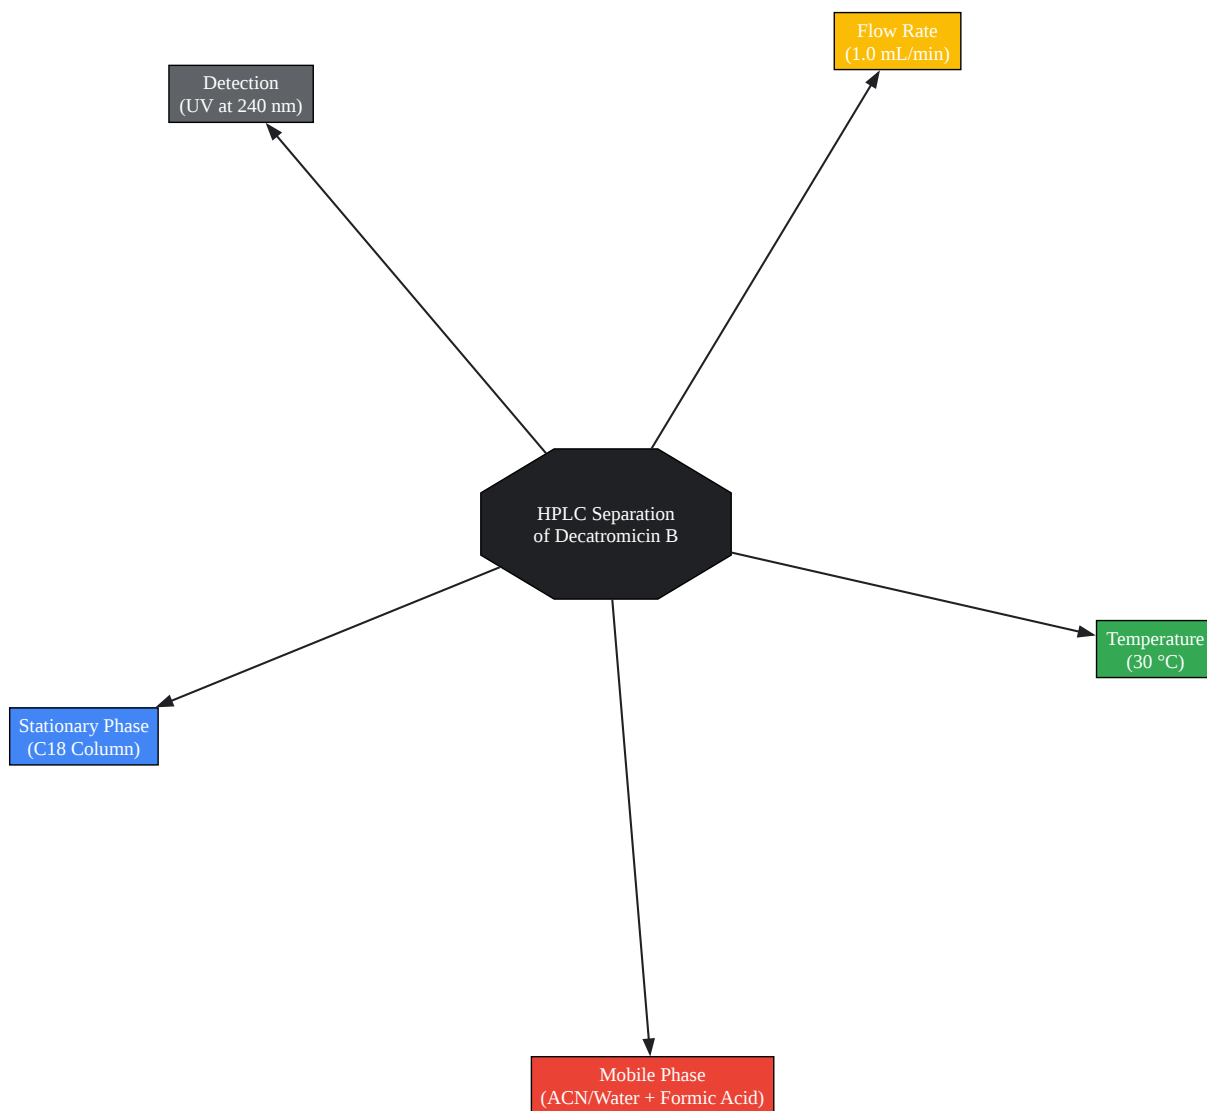 Flow Rate
(1.0 mL/min)
Detection
(UV at 240 nm)
HPLC Separation
of Decatromicin B
Temperature
(30 °C)
Stationary Phase
(C18 Column)
Mobile Phase
(ACN/Water + Formic Acid)